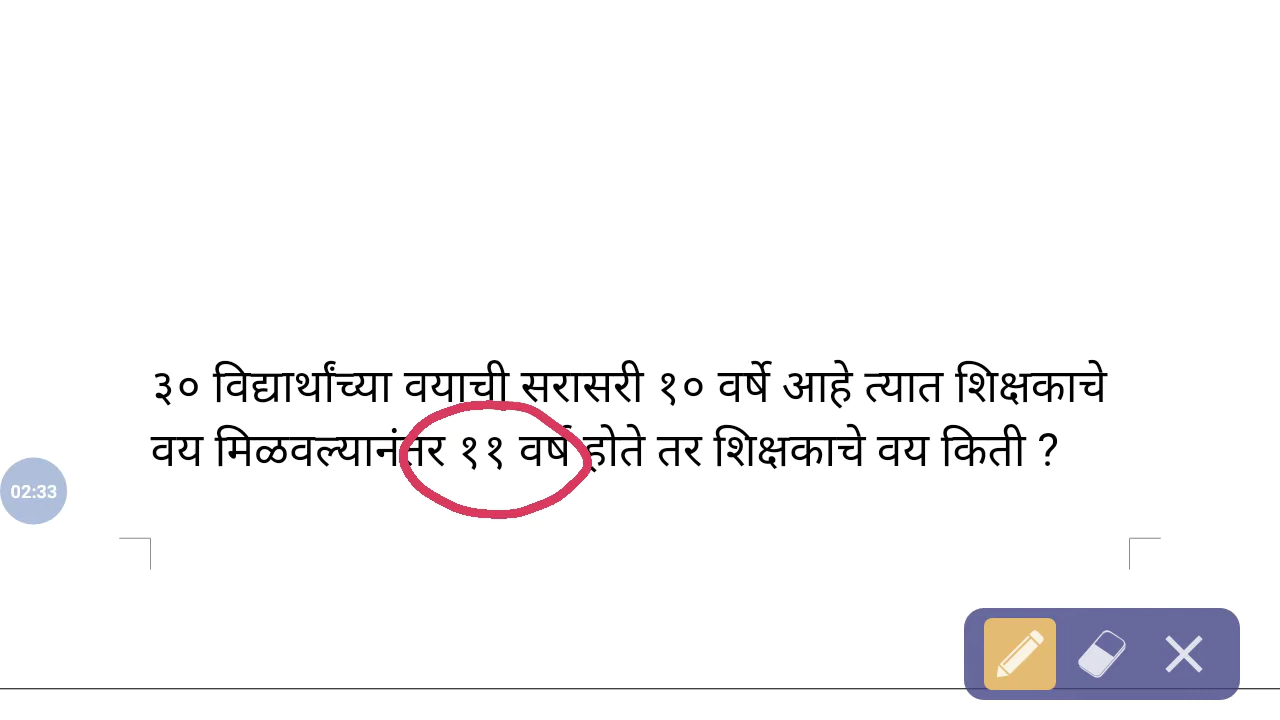 ३० विद्यार्थांच्या वयाची सरासरी १० वर्षे आहे त्यात शिक्षकाचे
वय मिळवल्यानंतर ११ वर्षे होते तर शिक्षकाचे वय किती ?
02:33